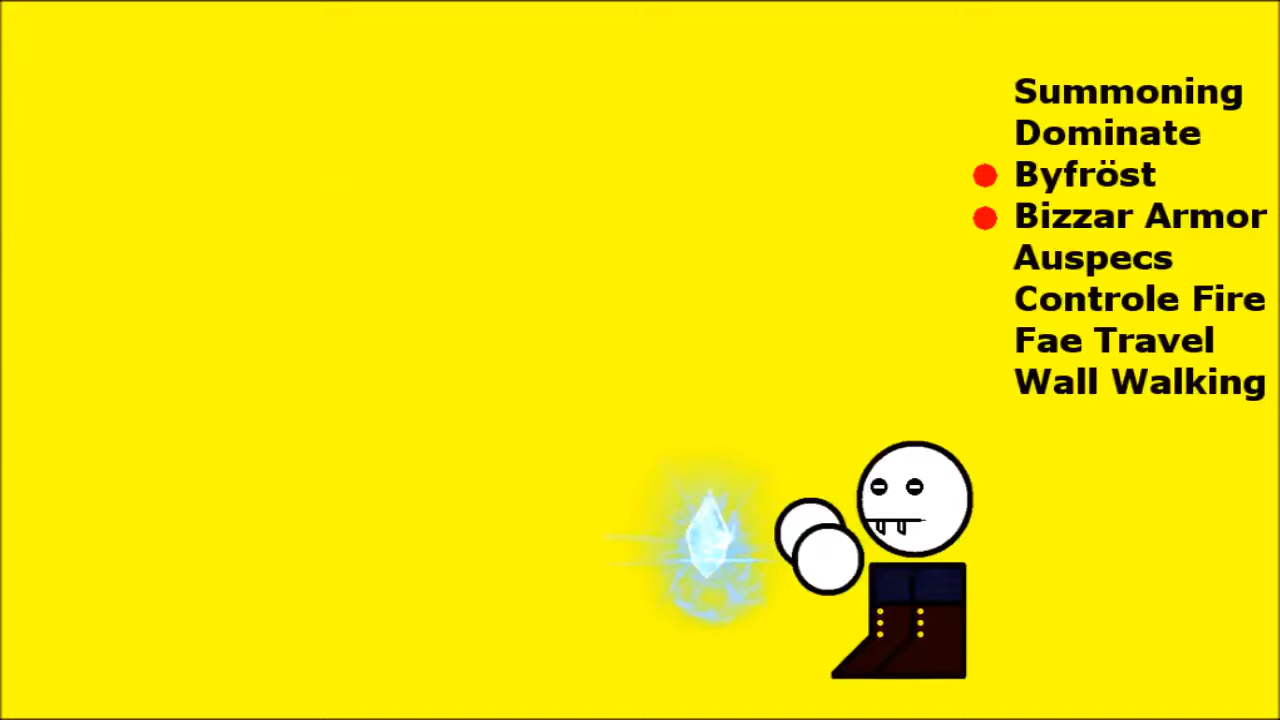 Summoning
Dominate
Byfröst
Bizzar Armor
Auspecs
Controle Fire
Fae Travel
Wall Walking